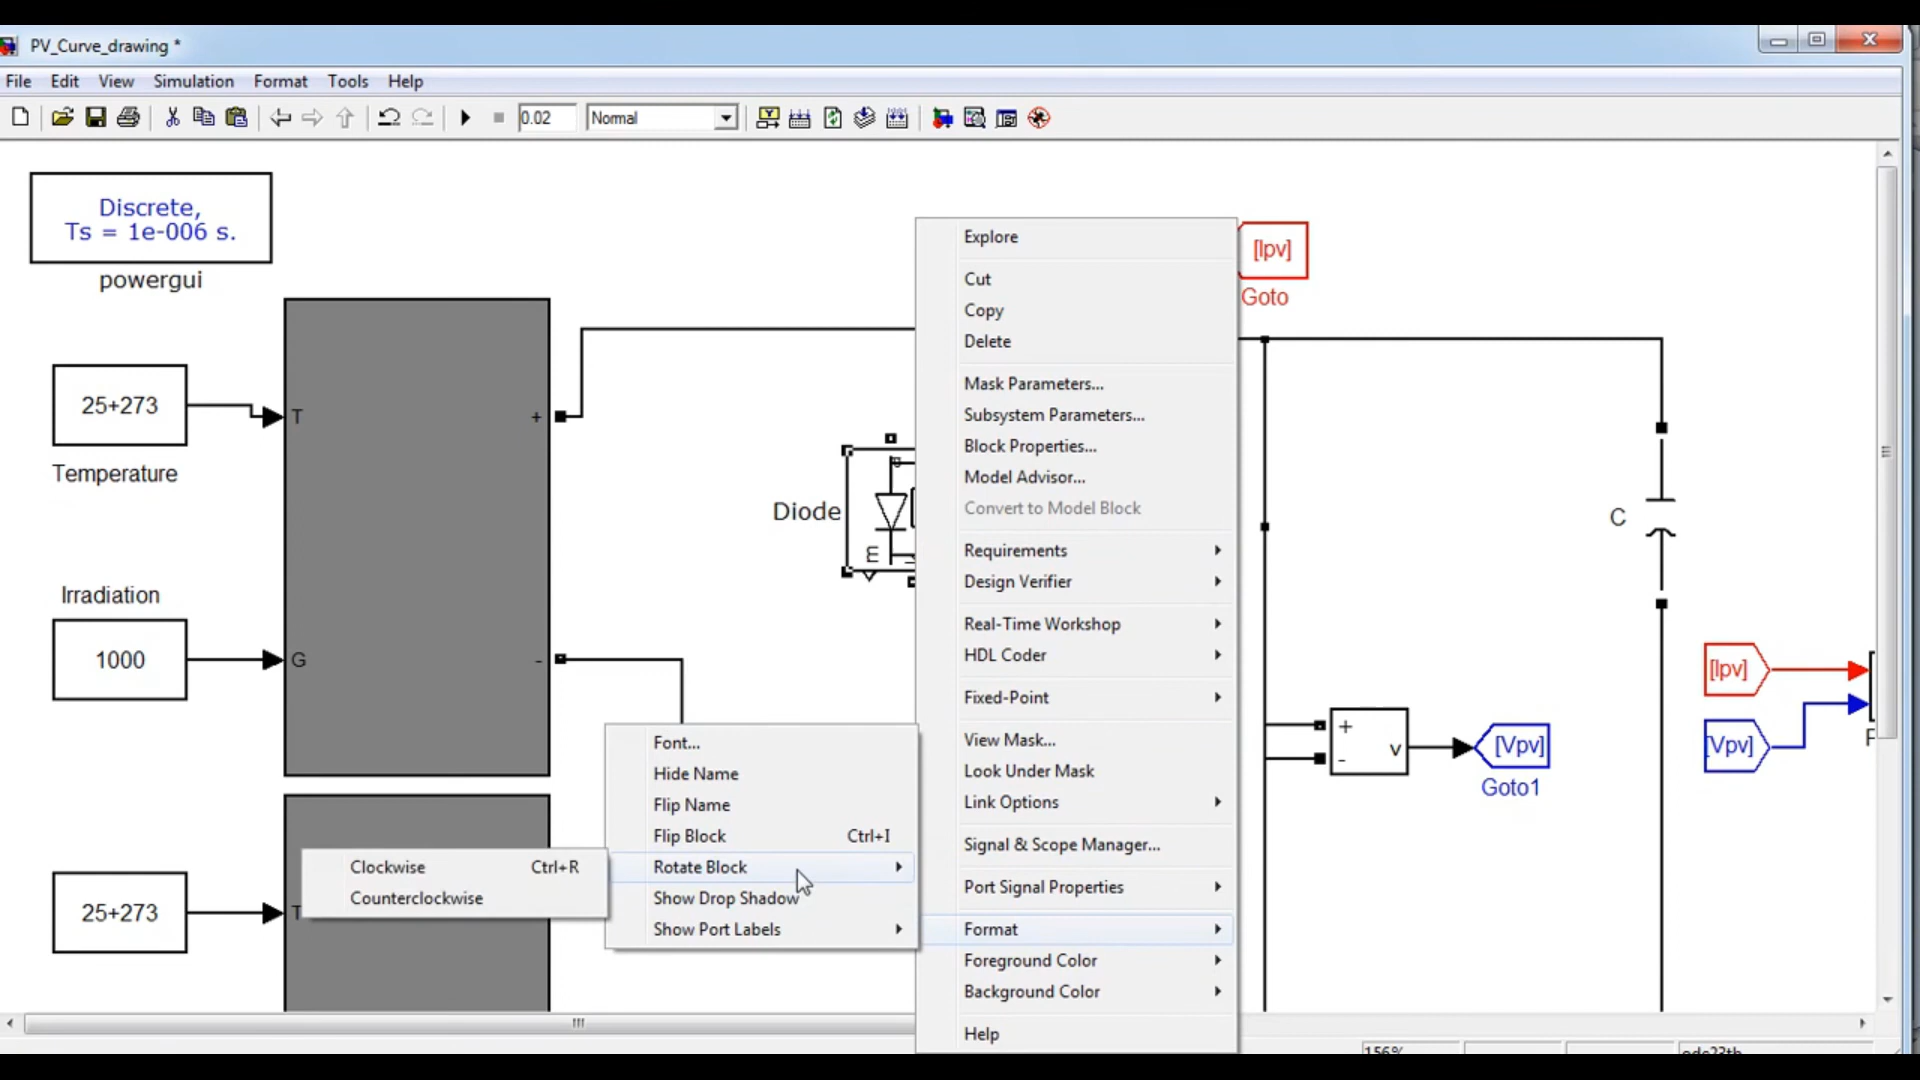 PV_Curve_drawing *
File Edit View Simulation Format Tools Help
0.02 Normal
Discrete,
Ts = 1e-006 s.
powergui
25+273
Temperature
Irradiation
1000
25+273
T
G
+
-
T
Diode
m
Explore
Cut
Copy
Delete
Mask Parameters...
Subsystem Parameters...
Block Properties...
Model Advisor...
Convert to Model Block
Requirements
Design Verifier
Real-Time Workshop
HDL Coder
Fixed-Point
View Mask...
Look Under Mask
Link Options
Signal & Scope Manager...
Port Signal Properties
Format
Foreground Color
Background Color
Help
Font...
Hide Name
Flip Name
Flip Block Ctrl+I
Rotate Block
Show Drop Shadow
Show Port Labels
Clockwise Ctrl+R
Counterclockwise
[Ipv]
Goto
C
+
-
v
[Vpv]
Goto1
[Ipv]
[Vpv]
156%
ode23tb